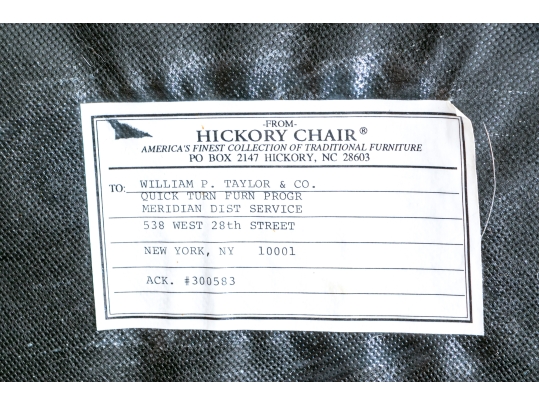 -FROM-
HICKORY CHAIR®
AMERICA'S FINEST COLLECTION OF TRADITIONAL FURNITURE
PO BOX 2147 HICKORY, NC 28603
TO: WILLIAM P. TAYLOR & CO.
QUICK TURN FURN PROGR
MERIDIAN DIST SERVICE
538 WEST 28th STREET
NEW YORK, NY 10001
ACK. #300583